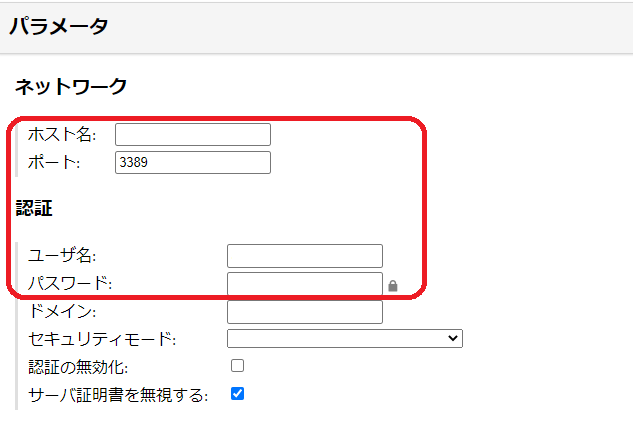 パラメータ
ネットワーク
ホスト名:
ポート: 3389
認証
ユーザ名:
パスワード:
ドメイン:
セキュリティモード:
認証の無効化:
サーバ証明書を無視する: